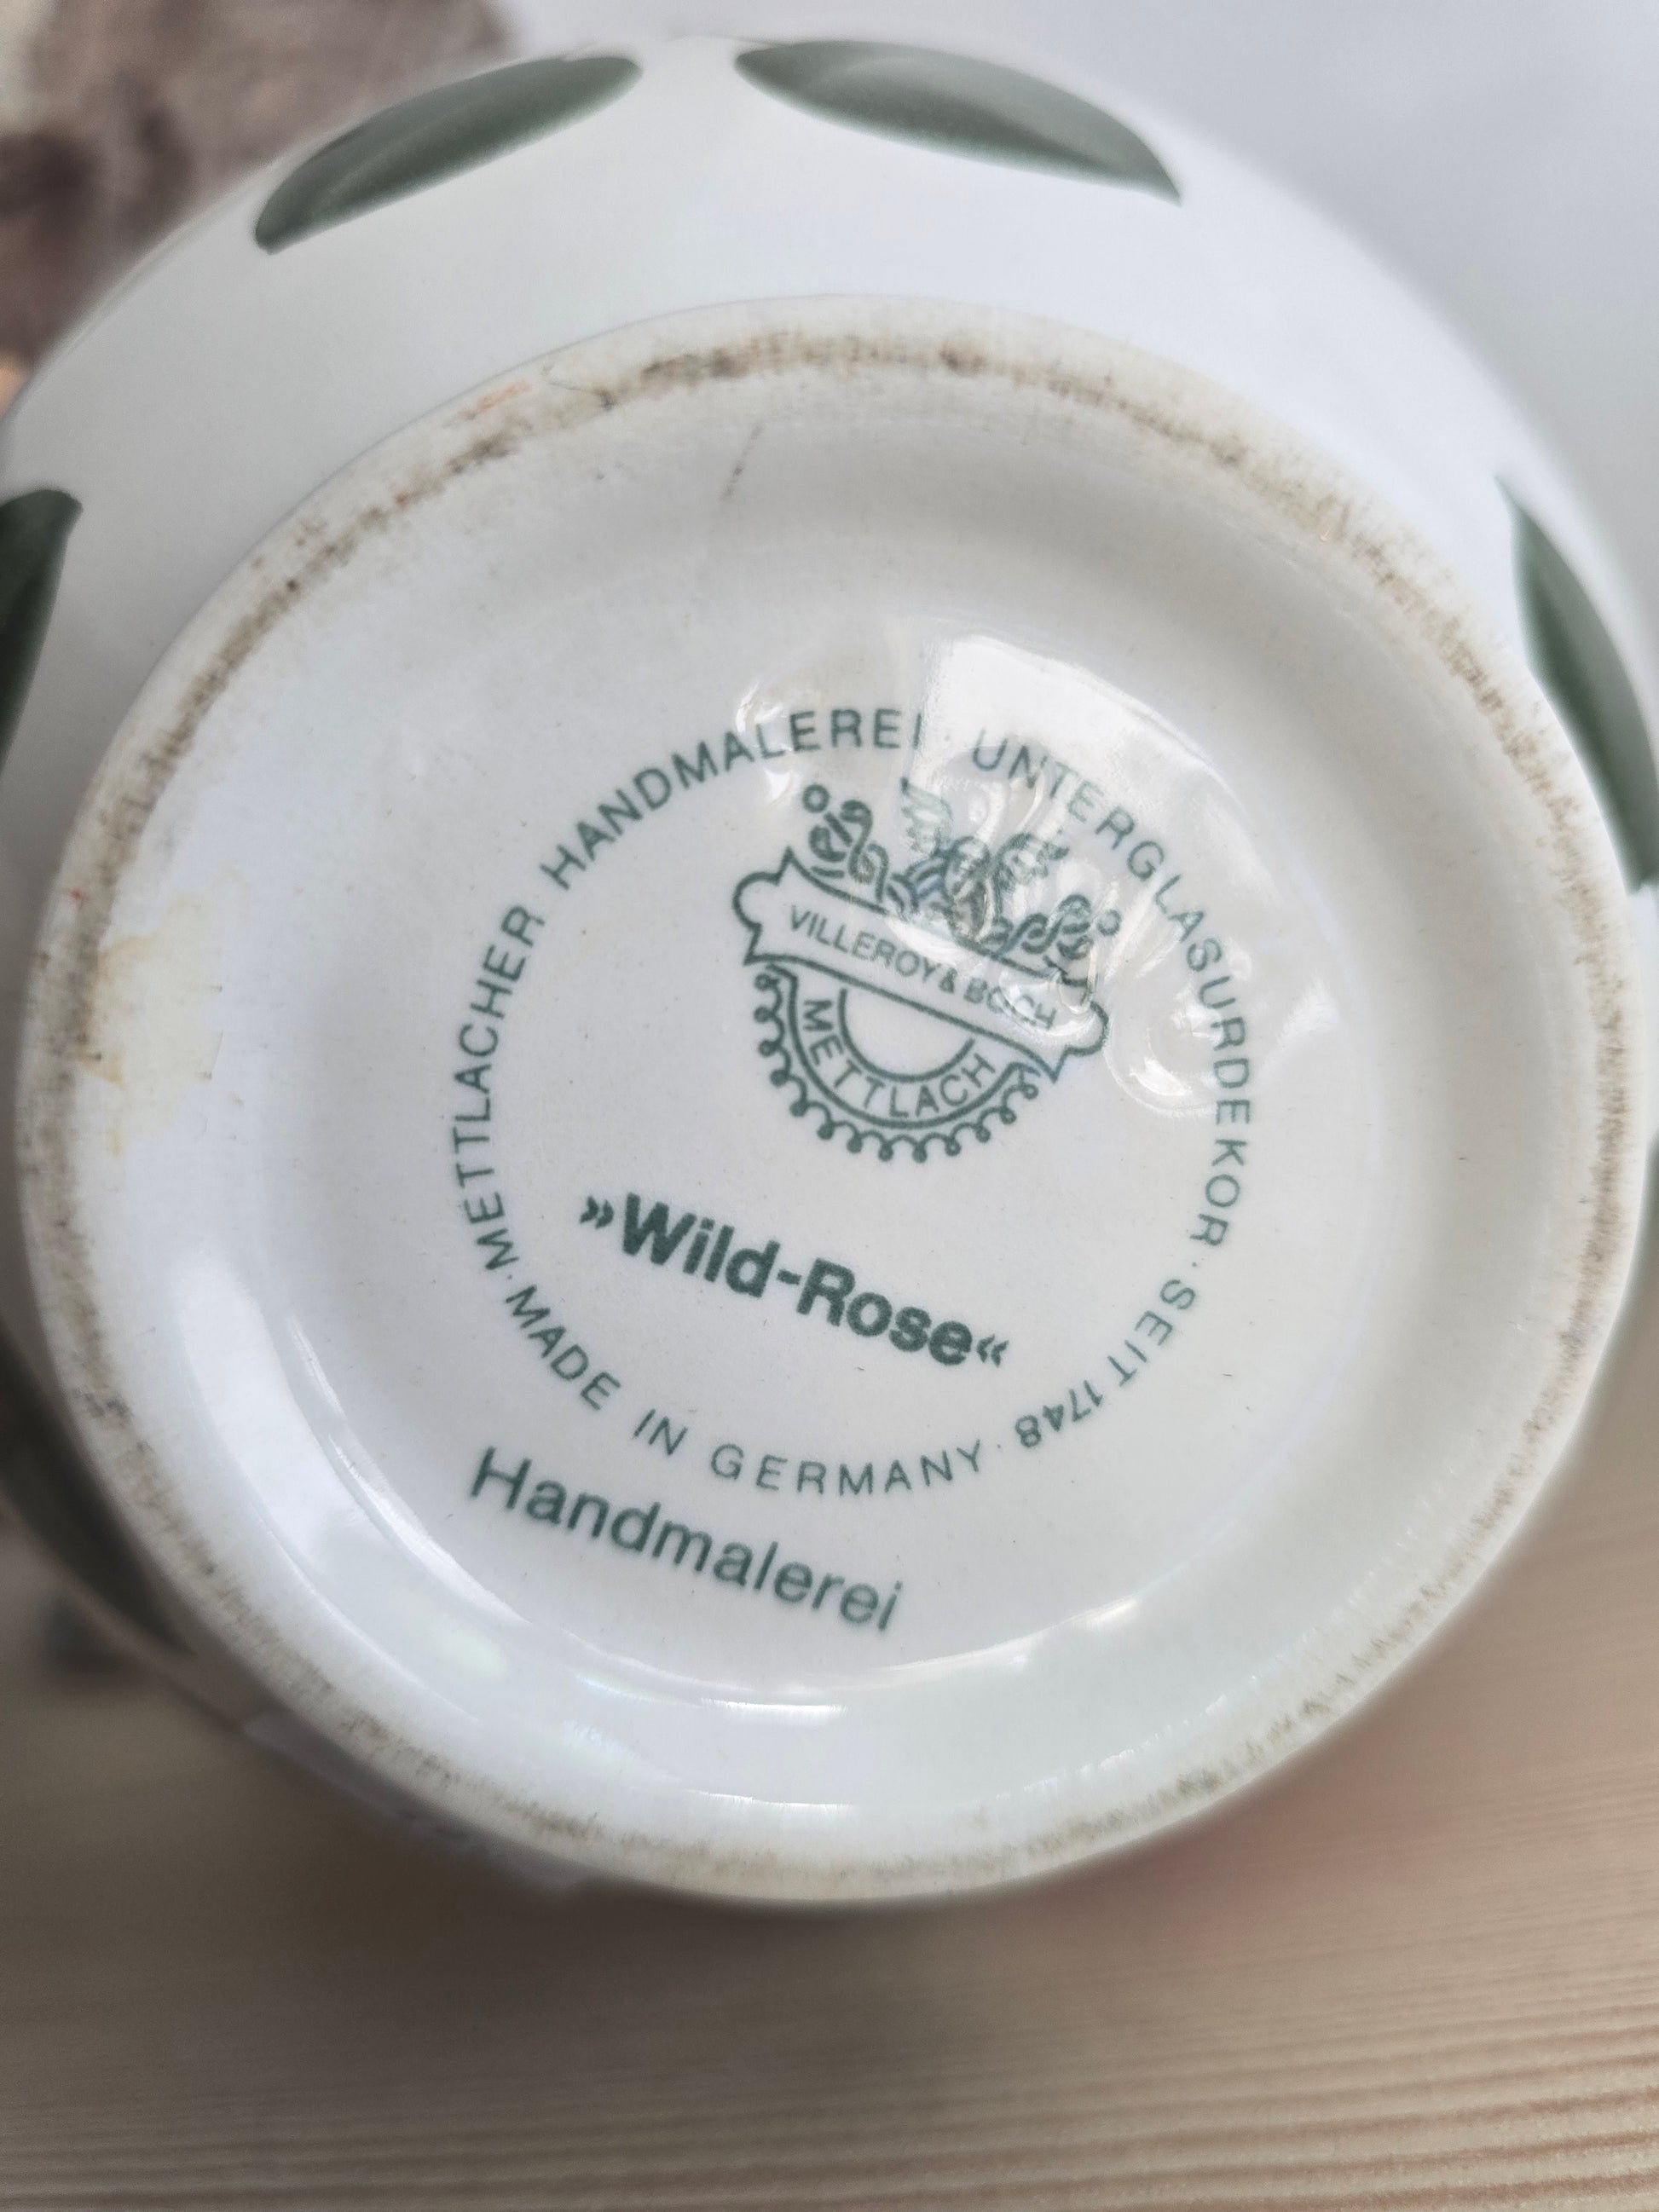 METTLACHER HANDMALEREI UNTERGLASURDEKOR · SEIT 1748 · MADE IN GERMANY ·
VILLEROY & BOCH
METTLACH
»Wild-Rose«
Handmalerei